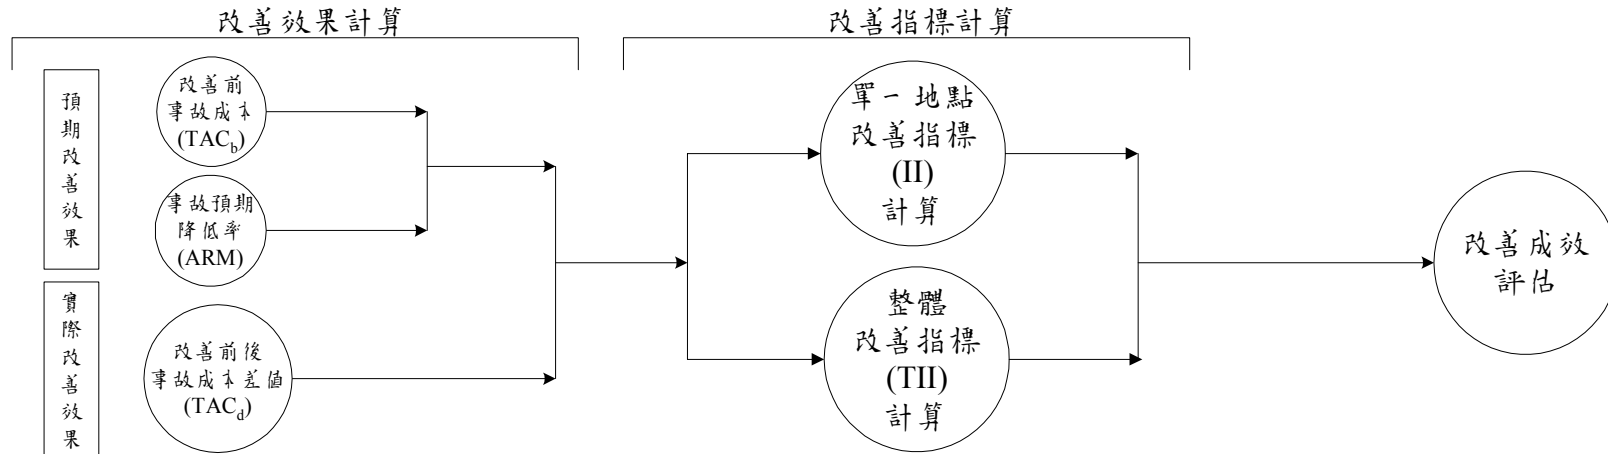 改善效果計算
改善指標計算
預期改善效果
改善前
事故成本
(TACb)
事故預期
降低率
(ARM)
實際改善效果
改善前後
事故成本差值
(TACd)
單一地點
改善指標
(II)
計算
整體
改善指標
(TII)
計算
改善成效
評估